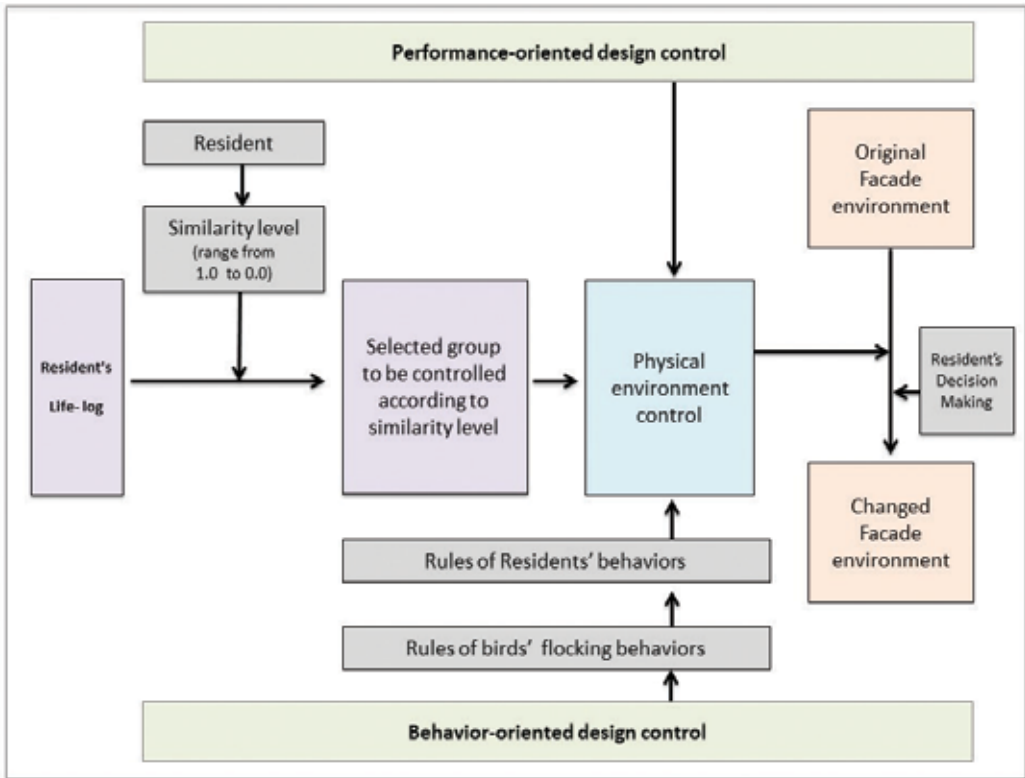 Performance-oriented design control
Resident
Similarity level
(range from
1.0 to 0.0)
Original
Facade
environment
Resident's
Life- log
Selected group
to be controlled
according to
similarity level
Physical
environment
control
Resident's
Decision
Making
Changed
Facade
environment
Rules of Residents' behaviors
Rules of birds' flocking behaviors
Behavior-oriented design control